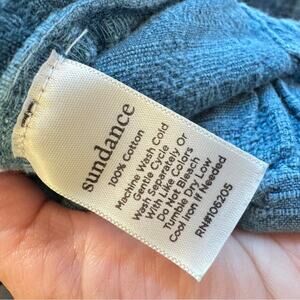 sundance
100% Cotton
Machine Wash Cold
Gentle Cycle
Wash Separately Or
With Like Colors
Do Not Bleach
Tumble Dry Low
Cool Iron If Needed
RN#106205